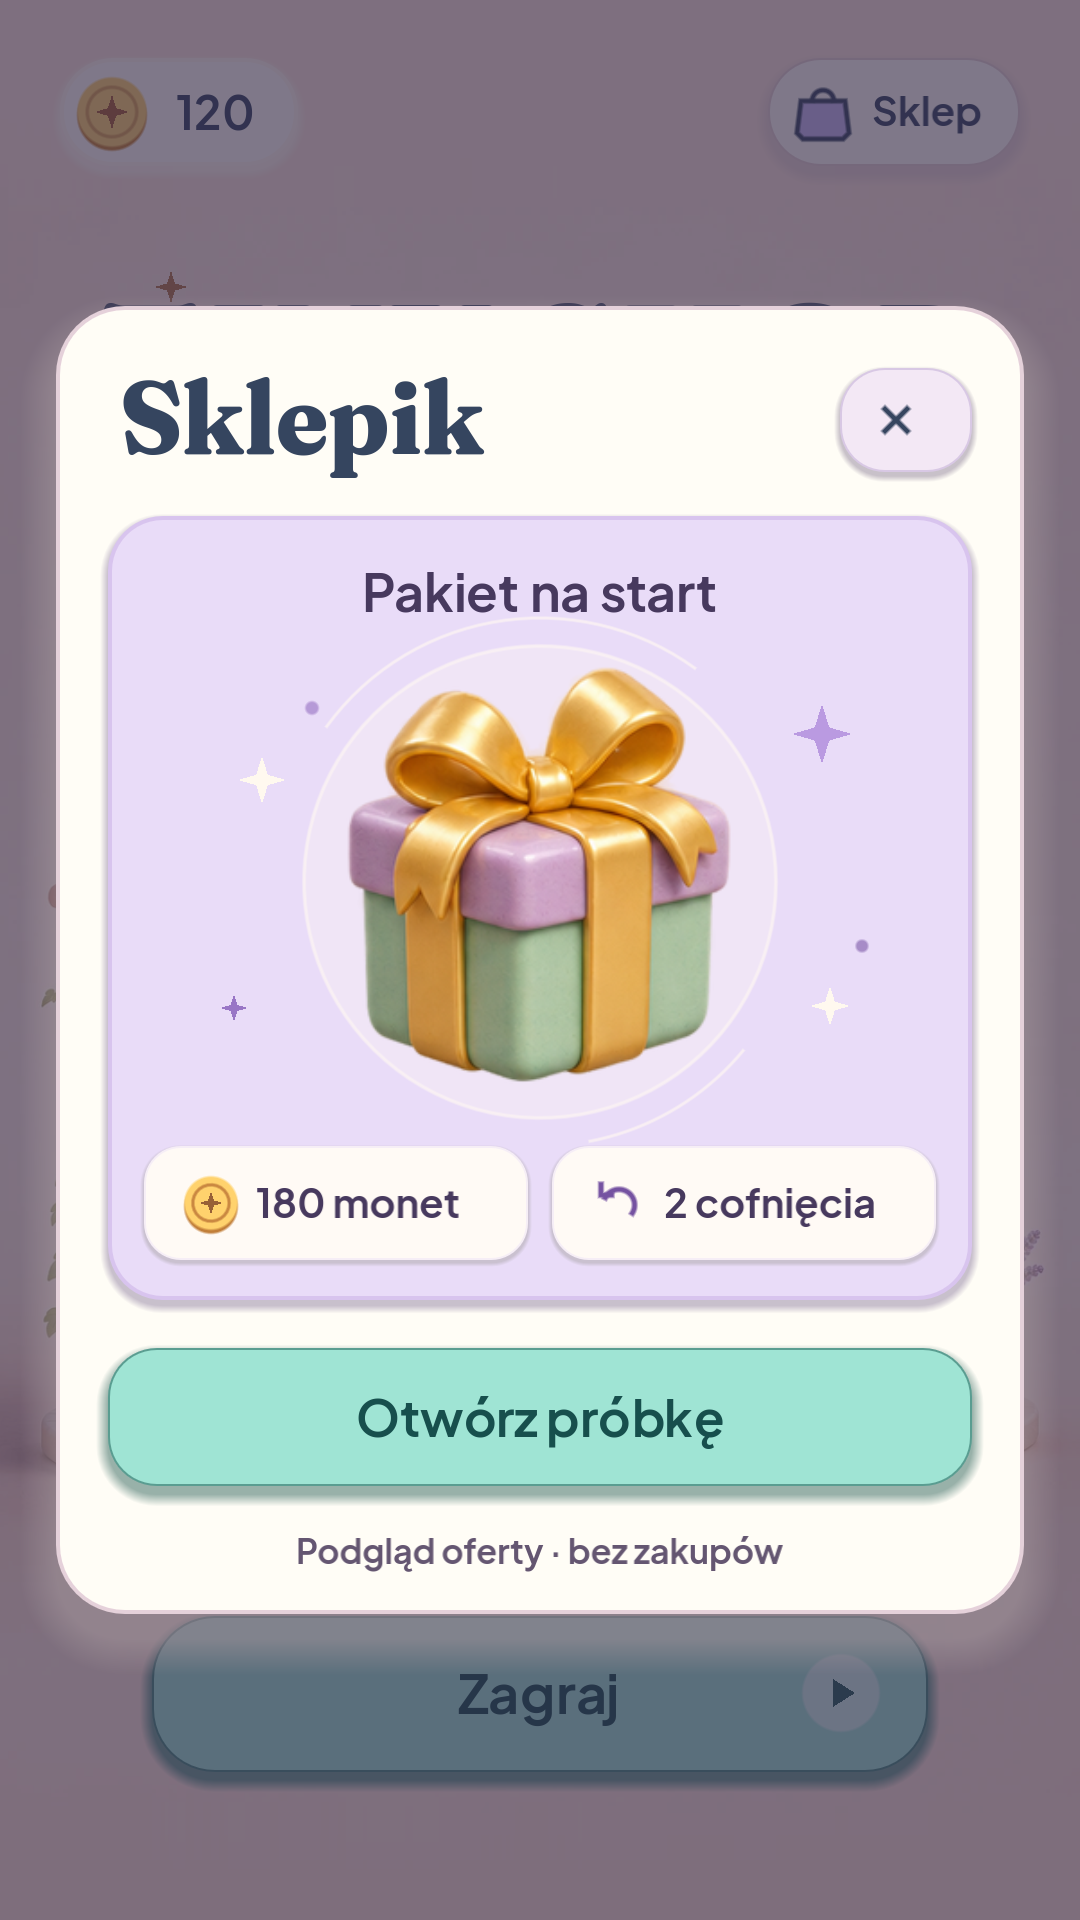 120
Sklep
Sklepik
Pakiet na start
180 monet
2 cofnięcia
Otwórz próbkę
Podgląd oferty · bez zakupów
Zagraj